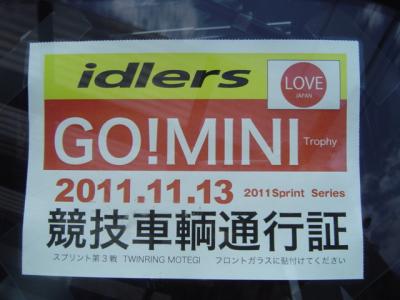 idlers
LOVE
JAPAN
GO!MINI Trophy
2011.11.13 2011Sprint Series
競技車輌通行証
スプリント第3戦 TWINRING MOTEGI フロントガラスに貼付けてください